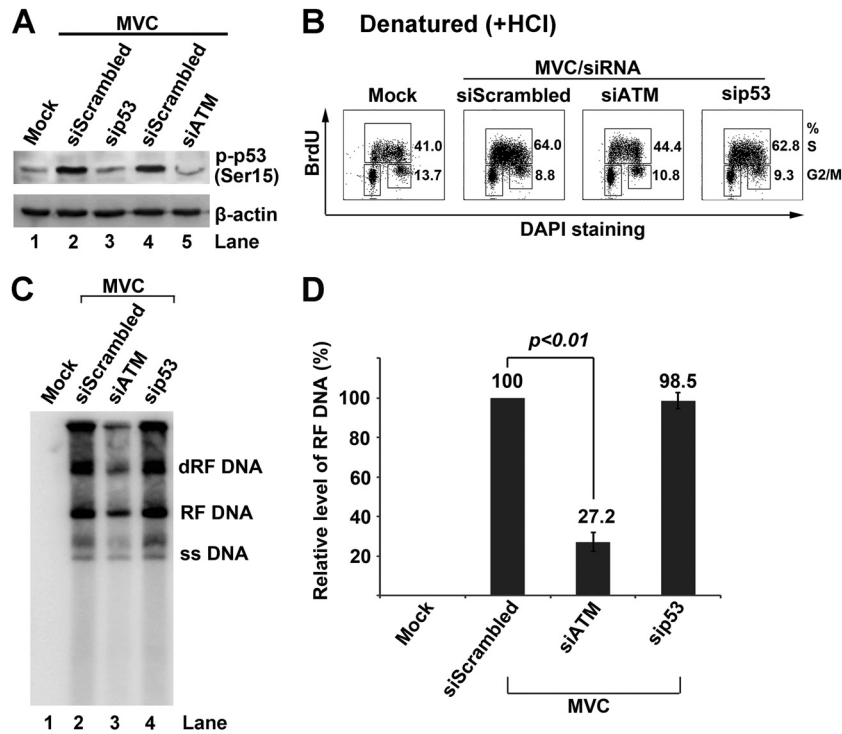 A
MVC
Mock
siScrambled
sip53
siScrambled
siATM
p-p53
(Ser15)
β-actin
1 2 3 4 5 Lane
B Denatured (+HCl)
MVC/siRNA
Mock siScrambled siATM sip53
BrdU
%
41.0 64.0 44.4 62.8 S
13.7 8.8 10.8 9.3 G2/M
DAPI staining
C
MVC
Mock
siScrambled
siATM
sip53
dRF DNA
RF DNA
ss DNA
1 2 3 4 Lane
D
Relative level of RF DNA (%)
p<0.01
100
98.5
27.2
100
80
60
40
20
Mock
siScrambled
siATM
sip53
MVC